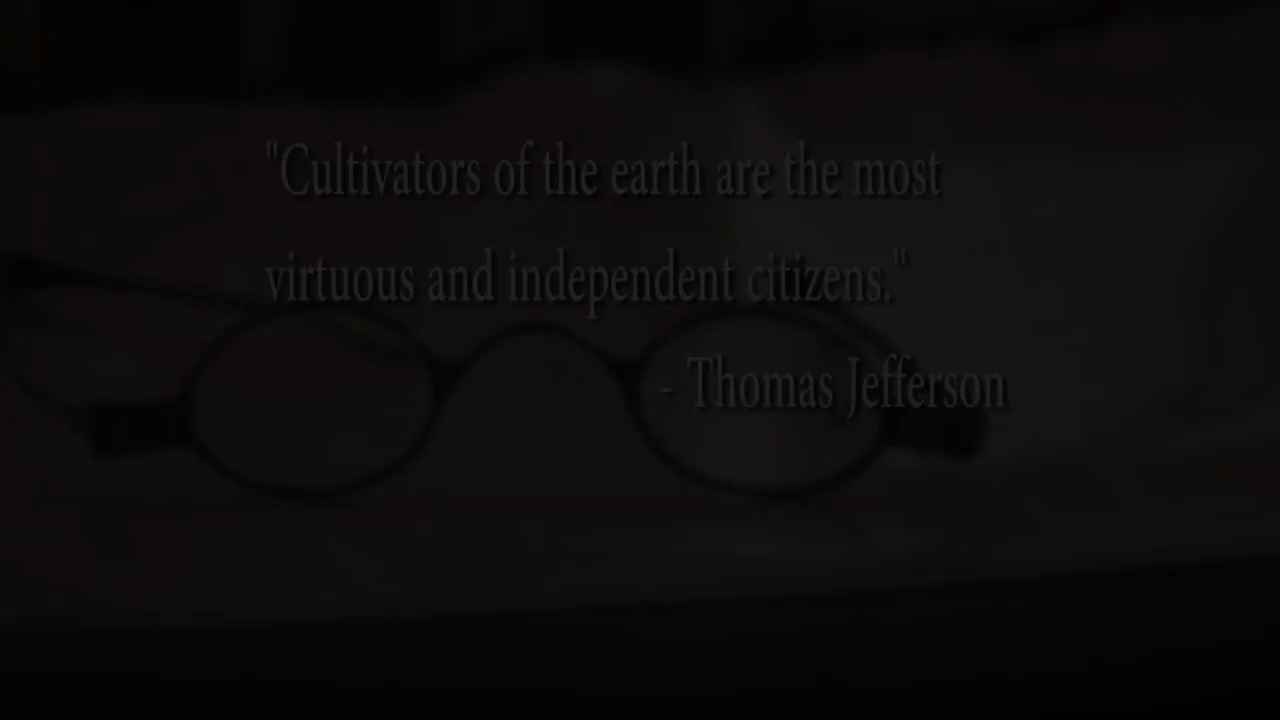 "Cultivators of the earth are the most
virtuous and independent citizens."
- Thomas Jefferson